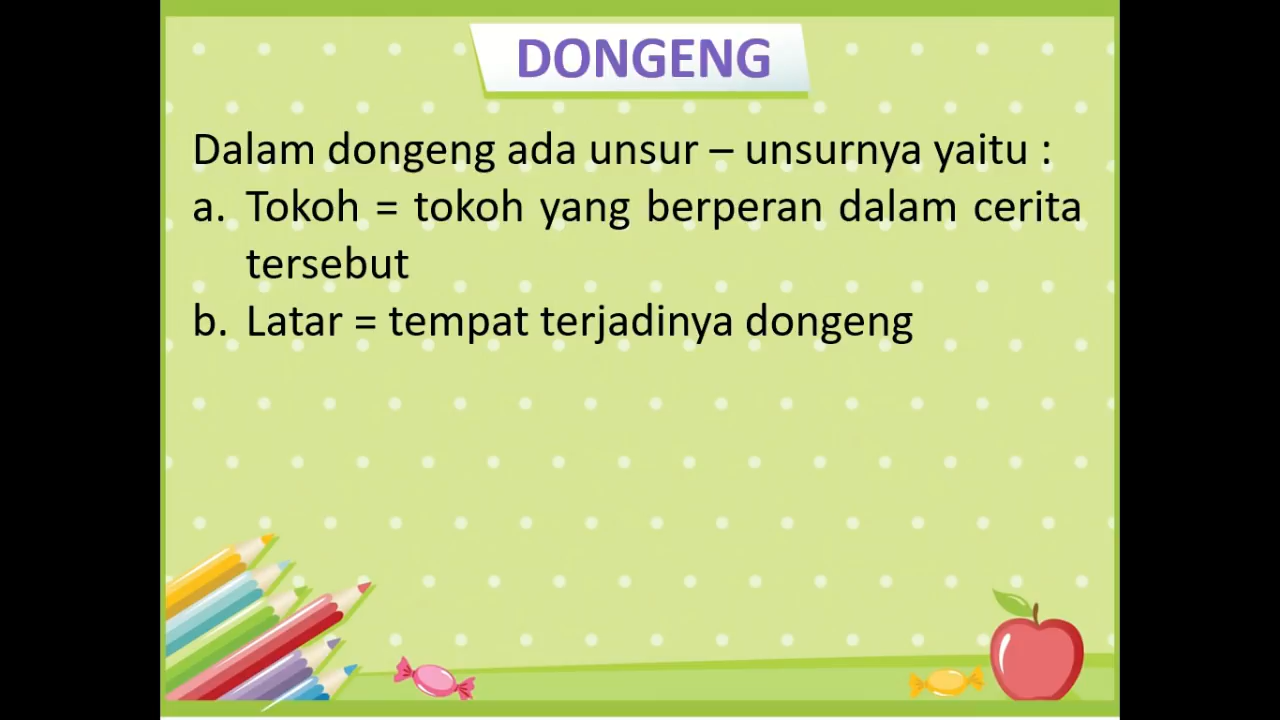 DONGENG
Dalam dongeng ada unsur – unsurnya yaitu :
a. Tokoh = tokoh yang berperan dalam cerita
tersebut
b. Latar = tempat terjadinya dongeng